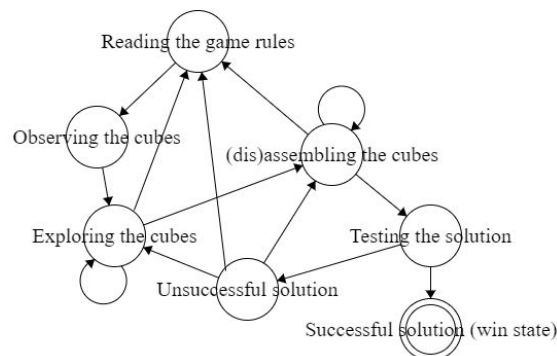 Reading the game rules
Observing the cubes
(dis)assembling the cubes
Exploring the cubes
Testing the solution
Unsuccessful solution
Successful solution (win state)